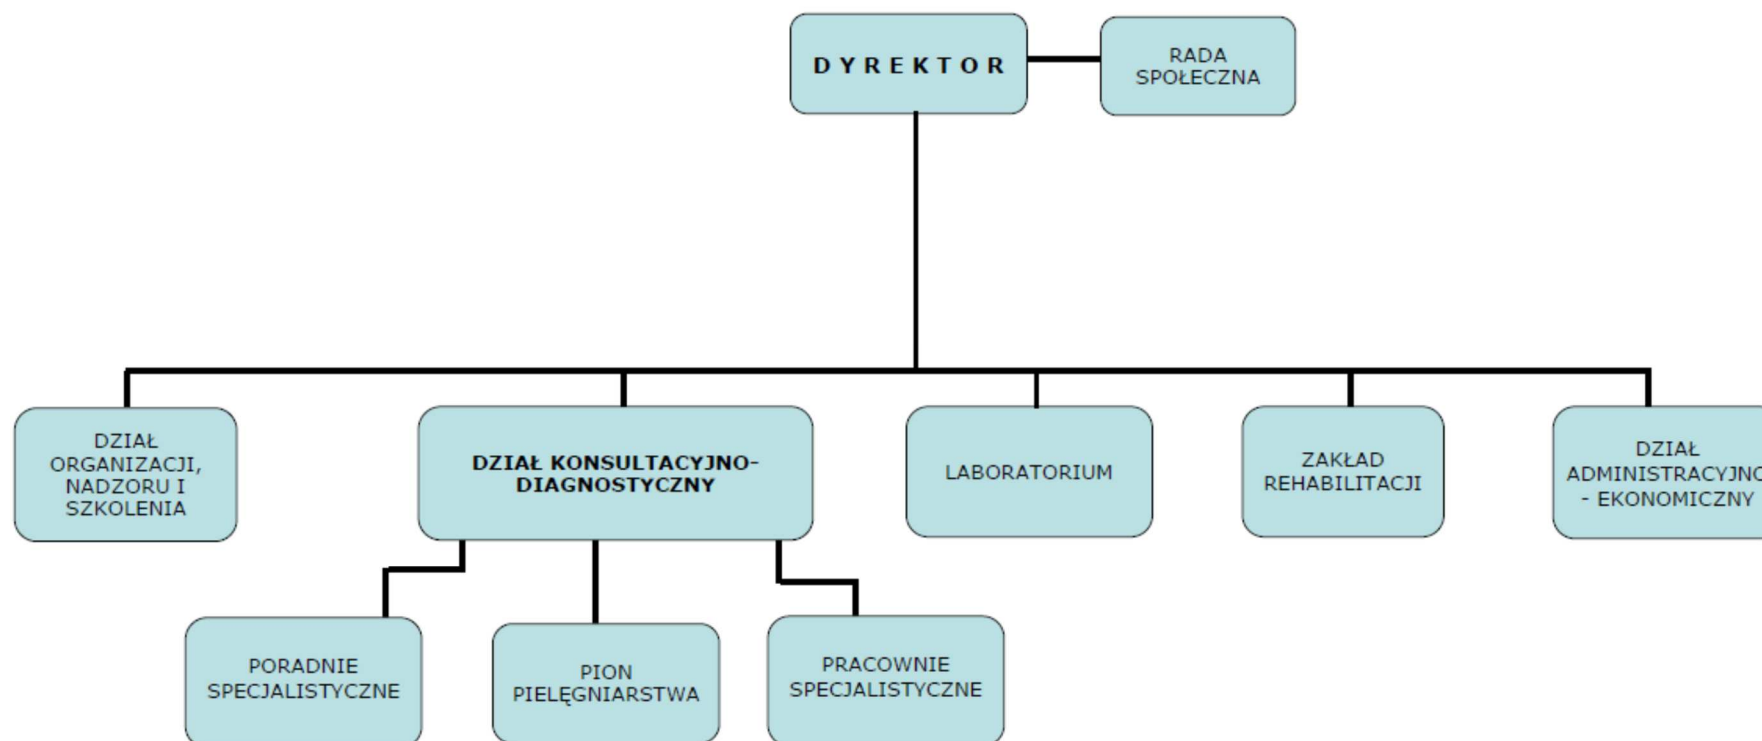 D Y R E K T O R
RADA
SPOŁECZNA
DZIAŁ
ORGANIZACJI,
NADZORU I
SZKOLENIA
DZIAŁ KONSULTACYJNO-
DIAGNOSTYCZNY
LABORATORIUM
ZAKŁAD
REHABILITACJI
DZIAŁ
ADMINISTRACYJNO
- EKONOMICZNY
PORADNIE
SPECJALISTYCZNE
PION
PIELĘGNIARSTWA
PRACOWNIE
SPECJALISTYCZNE